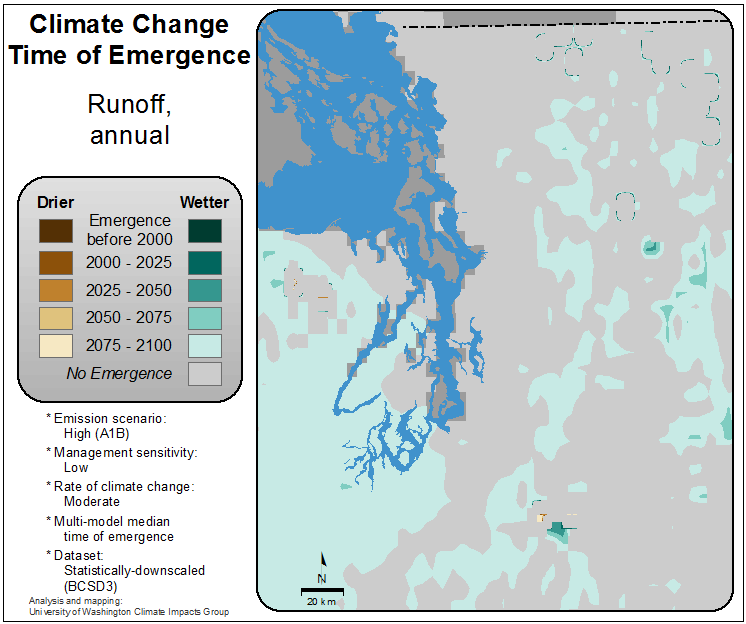 Climate Change
Time of Emergence
Runoff,
annual
Drier
Wetter
Emergence
before 2000
2000 - 2025
2025 - 2050
2050 - 2075
2075 - 2100
No Emergence
* Emission scenario:
High (A1B)
* Management sensitivity:
Low
* Rate of climate change:
Moderate
* Multi-model median
time of emergence
* Dataset:
Statistically-downscaled
(BCSD3)
Analysis and mapping:
University of Washington Climate Impacts Group
N
20 km